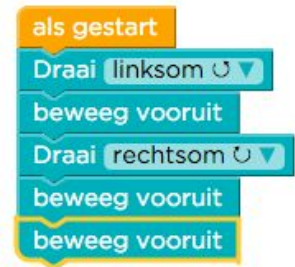 als gestart
Draai linksom ↺ ▼
beweeg vooruit
Draai rechtsom ↻ ▼
beweeg vooruit
beweeg vooruit